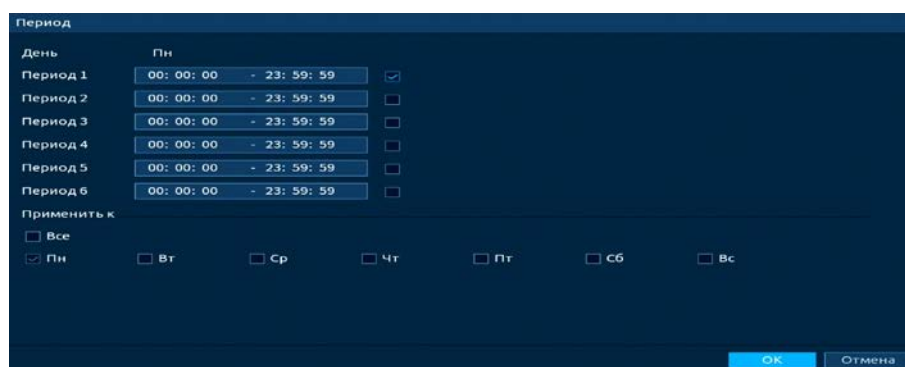 Период
День Пн
Период 1 00: 00: 00 - 23: 59: 59
Период 2 00: 00: 00 - 23: 59: 59
Период 3 00: 00: 00 - 23: 59: 59
Период 4 00: 00: 00 - 23: 59: 59
Период 5 00: 00: 00 - 23: 59: 59
Период 6 00: 00: 00 - 23: 59: 59
Применить к
Все
Пн Вт Ср Чт Пт Сб Вс
OK Отмена